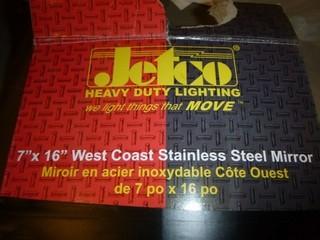 Jetco
HEAVY DUTY LIGHTING
we light things that MOVE™
7"x 16" West Coast Stainless Steel Mirror
Miroir en acier inoxydable Côte Ouest
de 7 po x 16 po